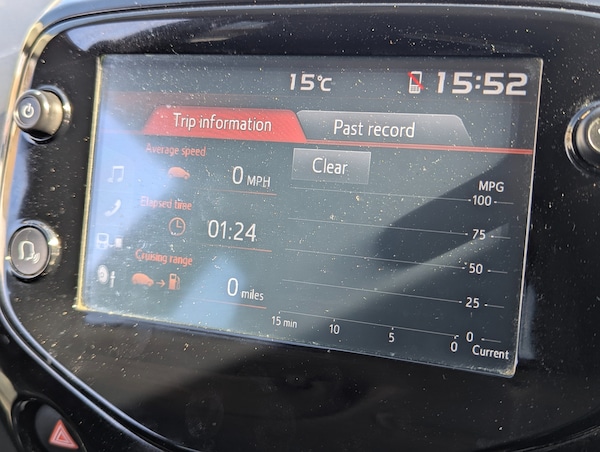 15°C 15:52
Trip information Past record
Average speed
Clear
0 MPH
MPG
100
Elapsed time
75
01:24
50
Cruising range
25
0 miles
0
15 min 10 5 0 Current